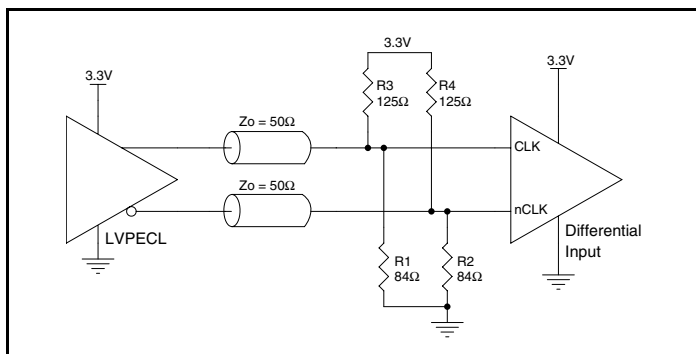 3.3V
3.3V
R3
125Ω
R4
125Ω
3.3V
Zo = 50Ω
CLK
Zo = 50Ω
nCLK
LVPECL
Differential
Input
R1
84Ω
R2
84Ω